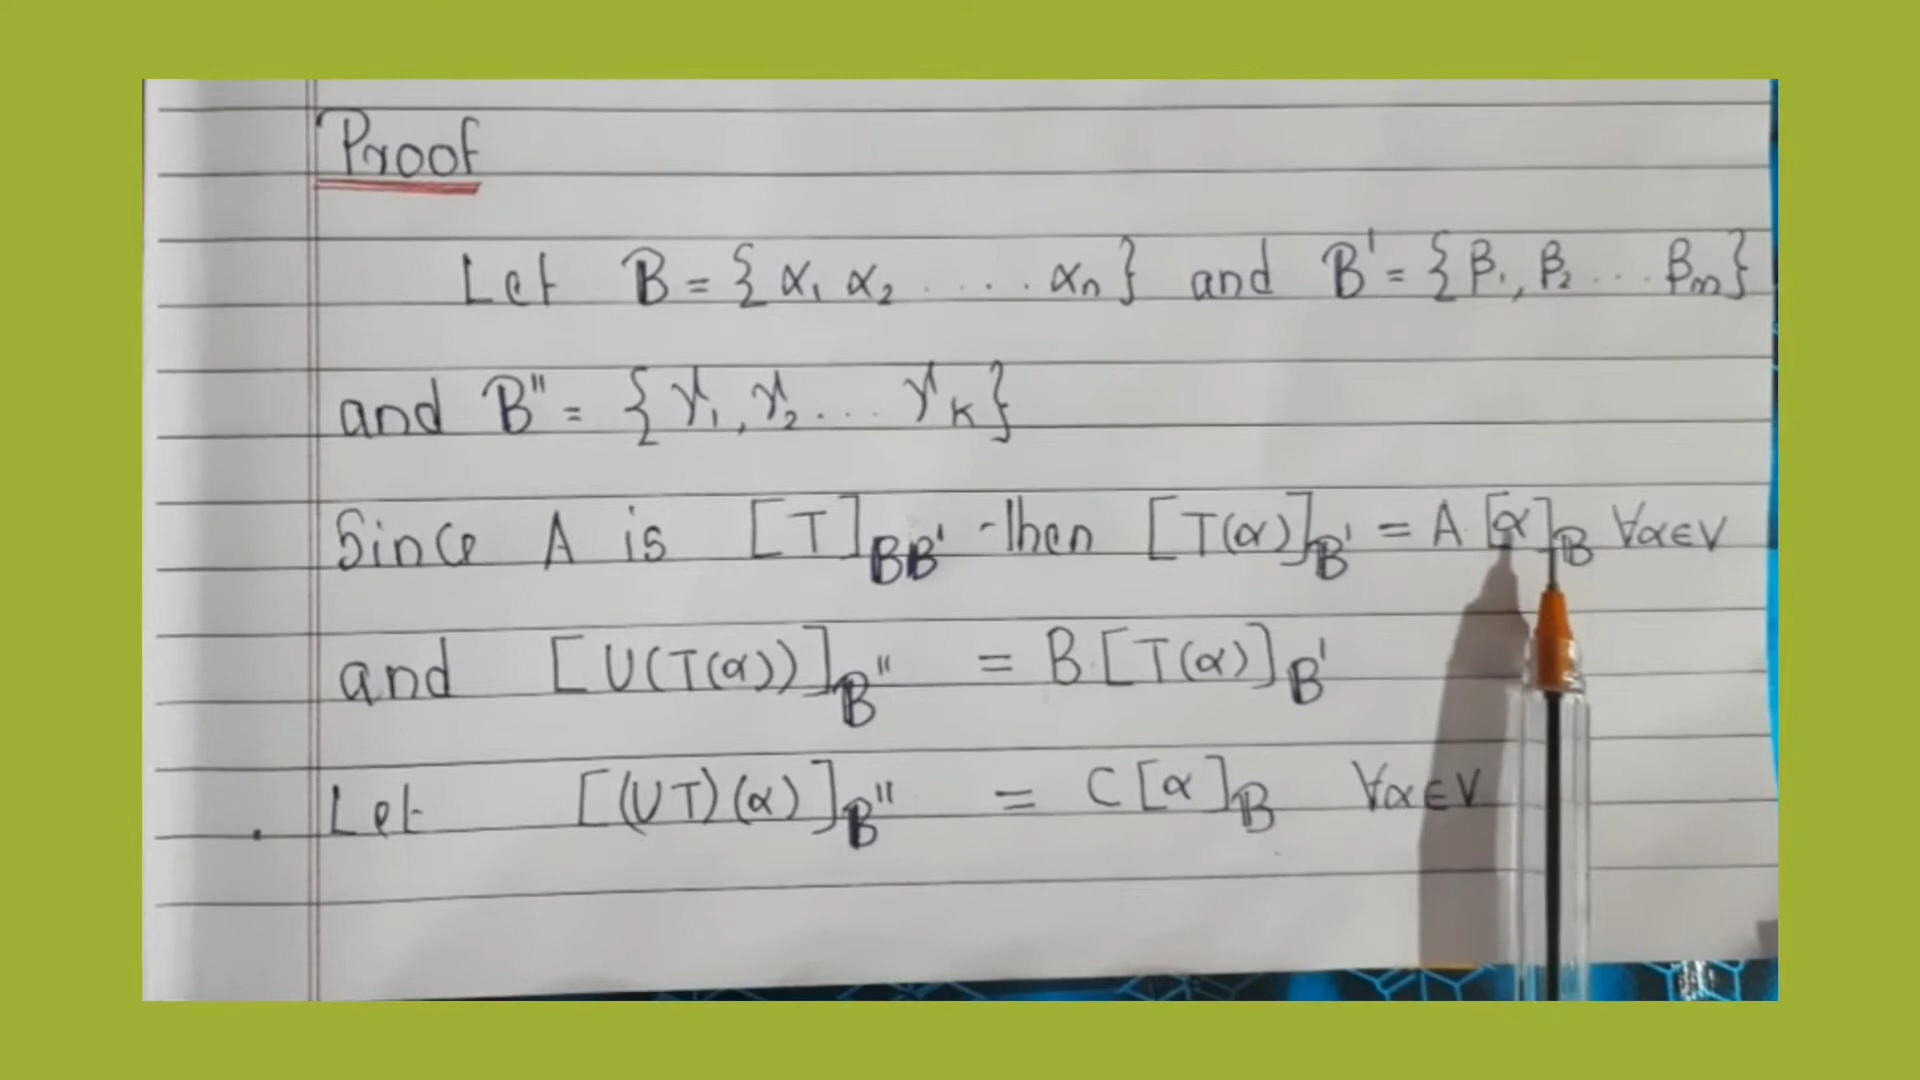 Proof
Let B = { α₁ α₂ .... αₙ } and B' = { β₁, β₂ ... βₘ }
and B'' = { γ₁, γ₂ ... γₖ }
Since A is [T]BB' then [T(α)]B' = A [α]B ∀α∈V
and [U(T(α))]B'' = B [T(α)]B'
Let [(UT)(α)]B'' = C[α]B ∀α∈V